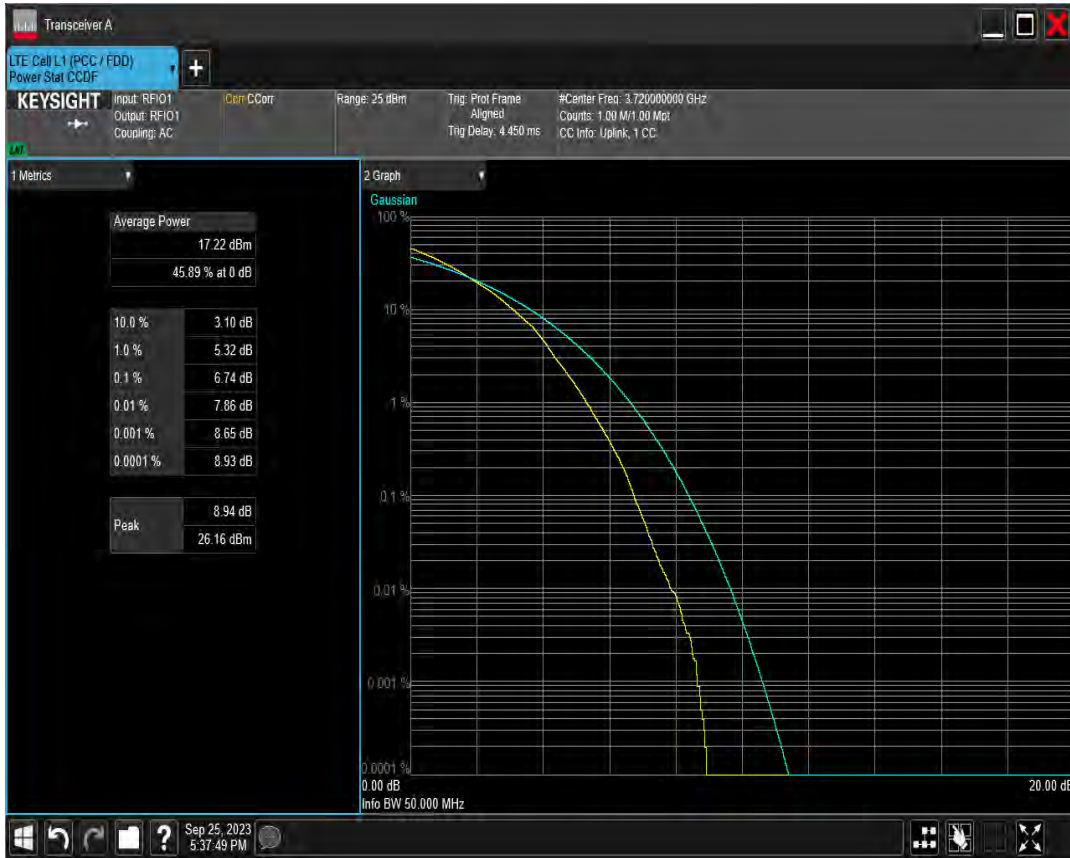 Transceiver A
LTE Cell L1 (PCC / FDD)
Power Stat CCDF
+
KEYSIGHT
Input: RFIO1
Output: RFIO1
Coupling: AC
Corr CCorr
Range: 25 dBm
Trig: Prot Frame
Aligned
Trig Delay: 4.450 ms
#Center Freq: 3.720000000 GHz
Counts: 1.00 M/1.00 Mpt
CC Info: Uplink, 1 CC
1 Metrics
Average Power
17.22 dBm
45.89 % at 0 dB
10.0 % 3.10 dB
1.0 % 5.32 dB
0.1 % 6.74 dB
0.01 % 7.86 dB
0.001 % 8.65 dB
0.0001 % 8.93 dB
Peak
8.94 dB
26.16 dBm
2 Graph
Gaussian
100 %
10 %
1 %
0.1 %
0.01 %
0.001 %
0.0001 %
0.00 dB
20.00 dB
Info BW 50.000 MHz
?
Sep 25, 2023
5:37:49 PM